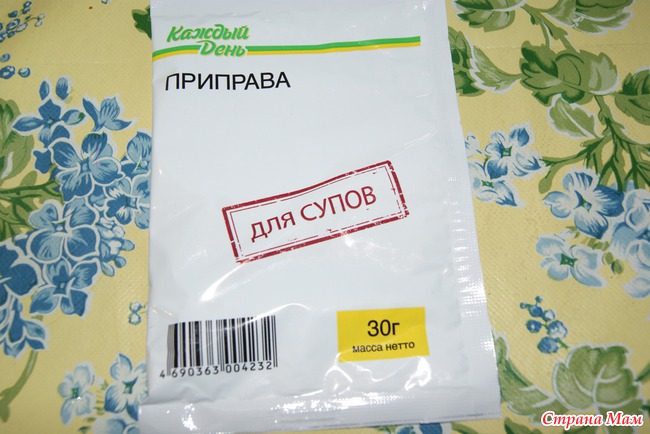 Каждый
День
ПРИПРАВА
ДЛЯ СУПОВ
30г
масса нетто
4 690363 004232
Страна Мам